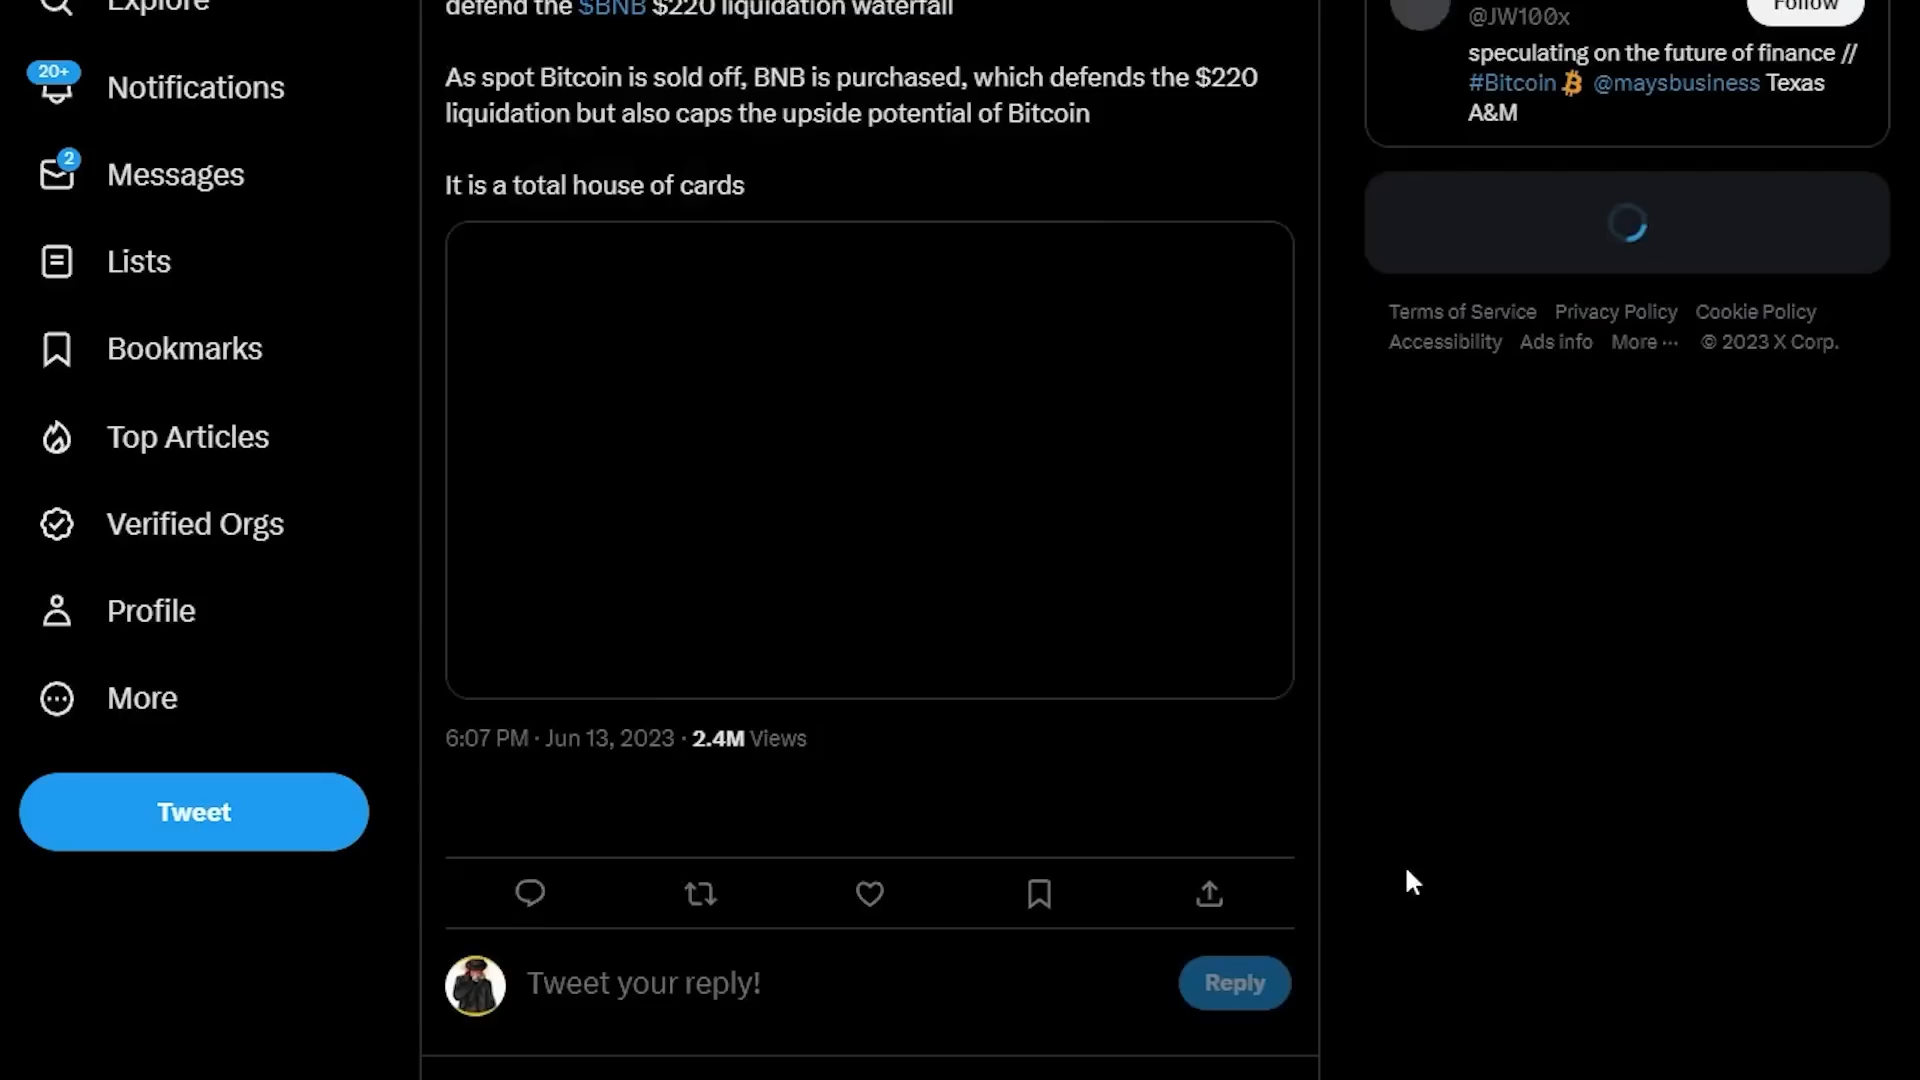 Explore
20+
Notifications
2
Messages
Lists
Bookmarks
Top Articles
Verified Orgs
Profile
More
Tweet
defend the $BNB $220 liquidation waterfall
As spot Bitcoin is sold off, BNB is purchased, which defends the $220
liquidation but also caps the upside potential of Bitcoin
It is a total house of cards
6:07 PM · Jun 13, 2023 · 2.4M Views
Tweet your reply!
Reply
@JW100x
Follow
speculating on the future of finance //
#Bitcoin @maysbusiness Texas
A&M
Terms of Service Privacy Policy Cookie Policy
Accessibility Ads info More ··· © 2023 X Corp.